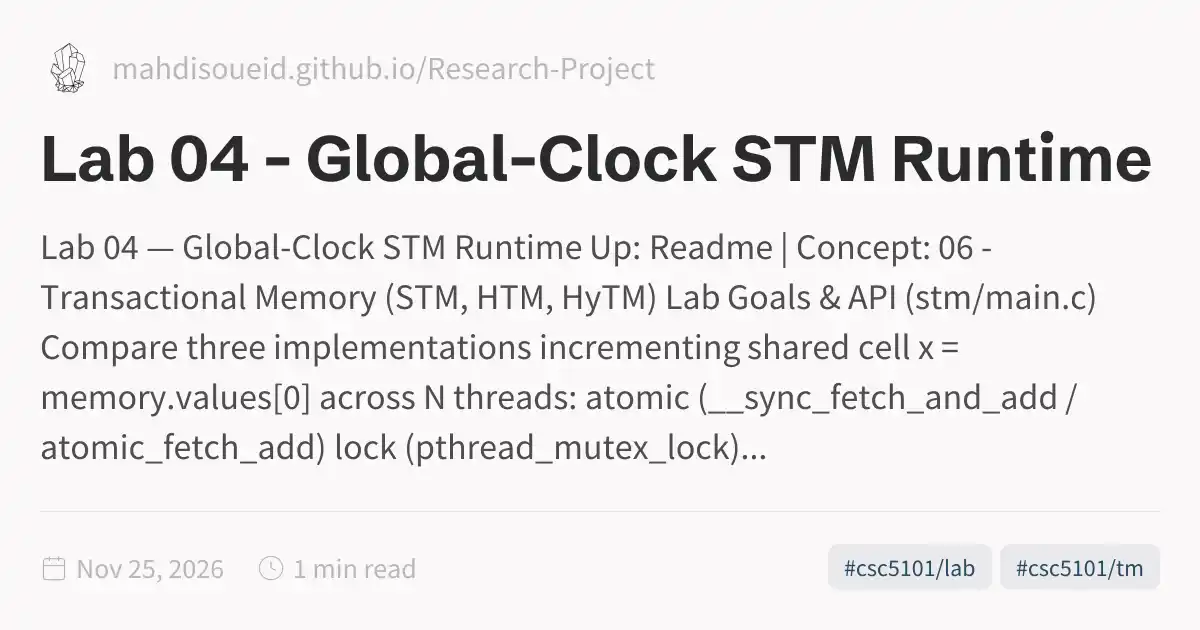 mahdisoueid.github.io/Research-Project
Lab 04 - Global-Clock STM Runtime
Lab 04 — Global-Clock STM Runtime Up: Readme | Concept: 06 -
Transactional Memory (STM, HTM, HyTM) Lab Goals & API (stm/main.c)
Compare three implementations incrementing shared cell x =
memory.values[0] across N threads: atomic (__sync_fetch_and_add /
atomic_fetch_add) lock (pthread_mutex_lock)...
Nov 25, 2026
1 min read
#csc5101/lab
#csc5101/tm